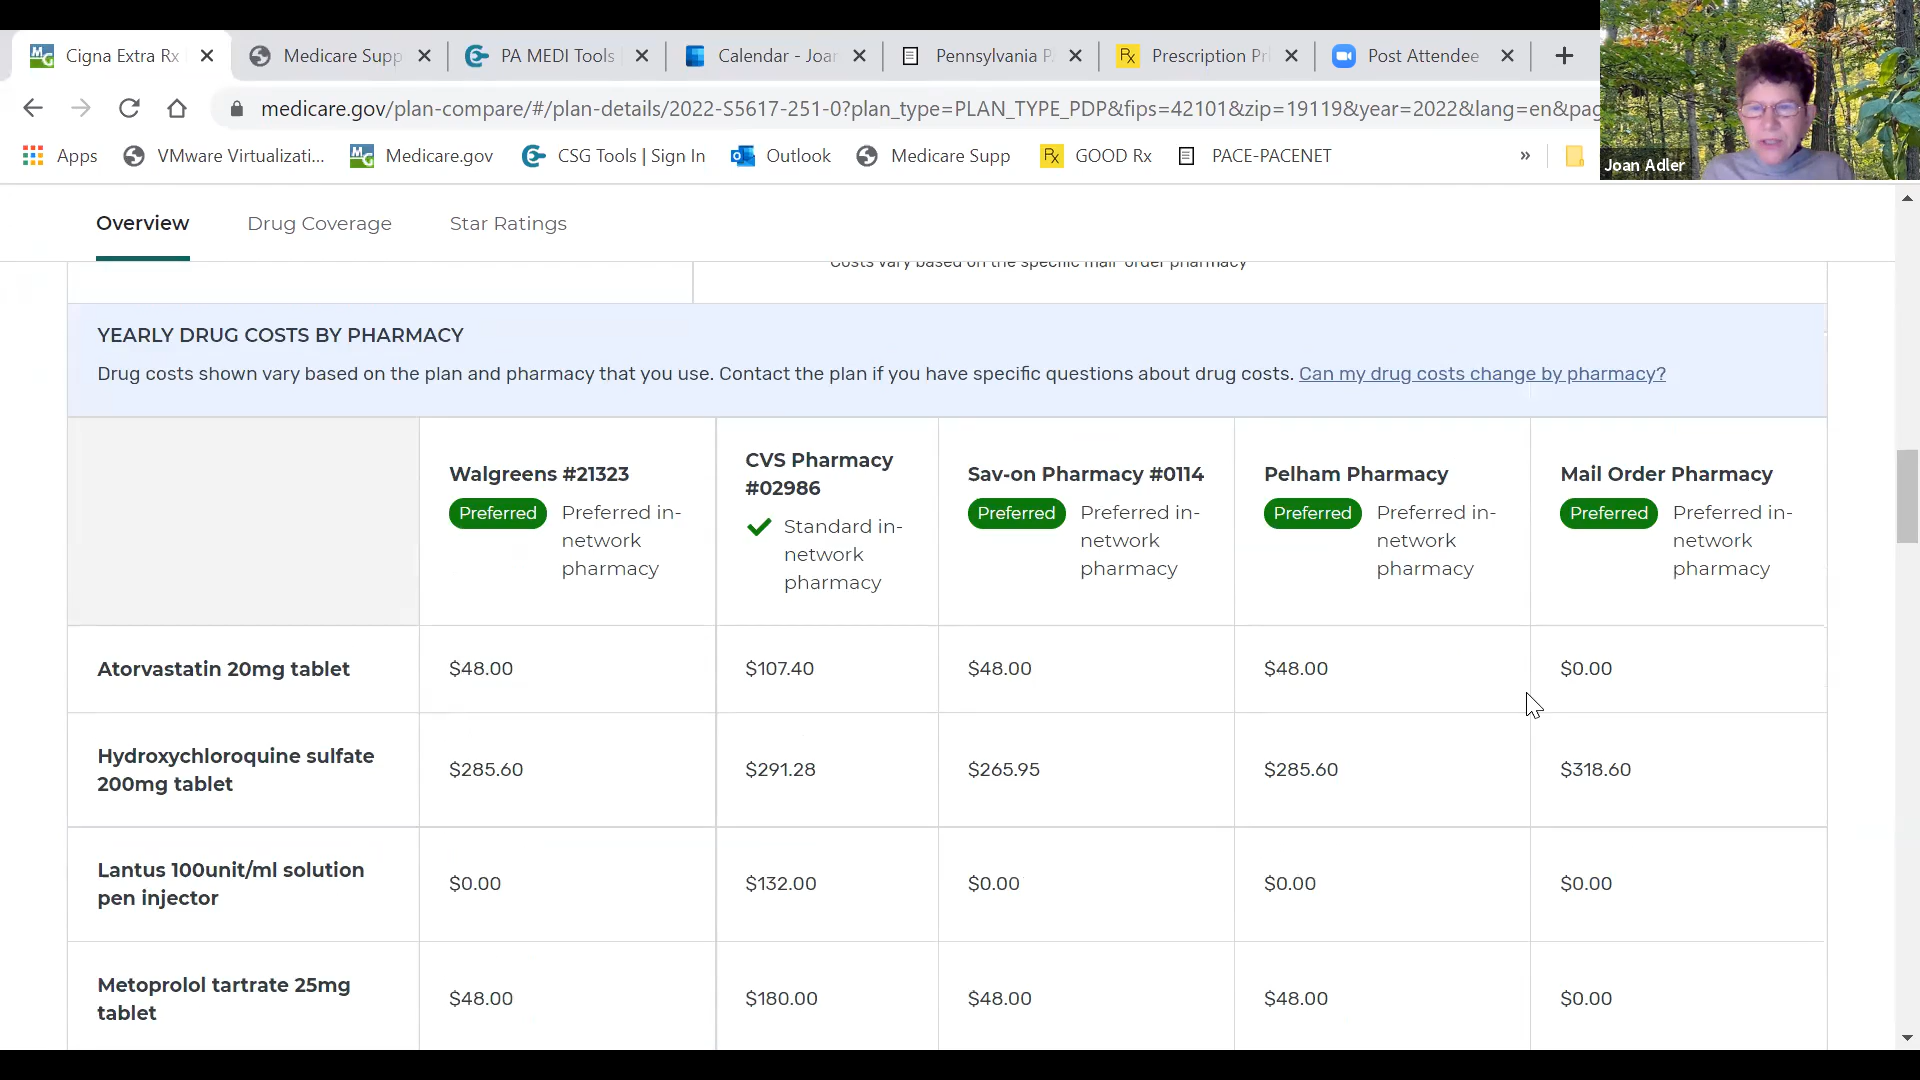 Cigna Extra Rx
Medicare Supp
PA MEDI Tools
Calendar - Joar
Pennsylvania P
Prescription Pr
Post Attendee
medicare.gov/plan-compare/#/plan-details/2022-S5617-251-0?plan_type=PLAN_TYPE_PDP&fips=42101&zip=19119&year=2022&lang=en&pag
Apps
VMware Virtualizati...
Medicare.gov
CSG Tools | Sign In
Outlook
Medicare Supp
GOOD Rx
PACE-PACENET
»
Joan Adler
Overview
Drug Coverage
Star Ratings
Costs vary based on the specific mail-order pharmacy
YEARLY DRUG COSTS BY PHARMACY
Drug costs shown vary based on the plan and pharmacy that you use. Contact the plan if you have specific questions about drug costs. Can my drug costs change by pharmacy?
Walgreens #21323
Preferred Preferred in-
network
pharmacy
CVS Pharmacy
#02986
Standard in-
network
pharmacy
Sav-on Pharmacy #0114
Preferred Preferred in-
network
pharmacy
Pelham Pharmacy
Preferred Preferred in-
network
pharmacy
Mail Order Pharmacy
Preferred Preferred in-
network
pharmacy
Atorvastatin 20mg tablet $48.00 $107.40 $48.00 $48.00 $0.00
Hydroxychloroquine sulfate
200mg tablet
$285.60 $291.28 $265.95 $285.60 $318.60
Lantus 100unit/ml solution
pen injector
$0.00 $132.00 $0.00 $0.00 $0.00
Metoprolol tartrate 25mg
tablet
$48.00 $180.00 $48.00 $48.00 $0.00